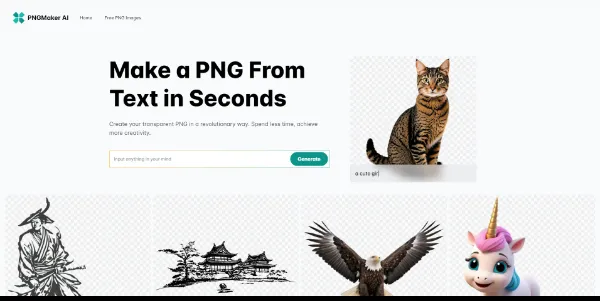 PNGMaker AI
Home
Free PNG Images
Make a PNG From
Text in Seconds
Create your transparent PNG in a revolutionary way. Spend less time, achieve
more creativity.
Input anything in your mind
Generate
a cute girl